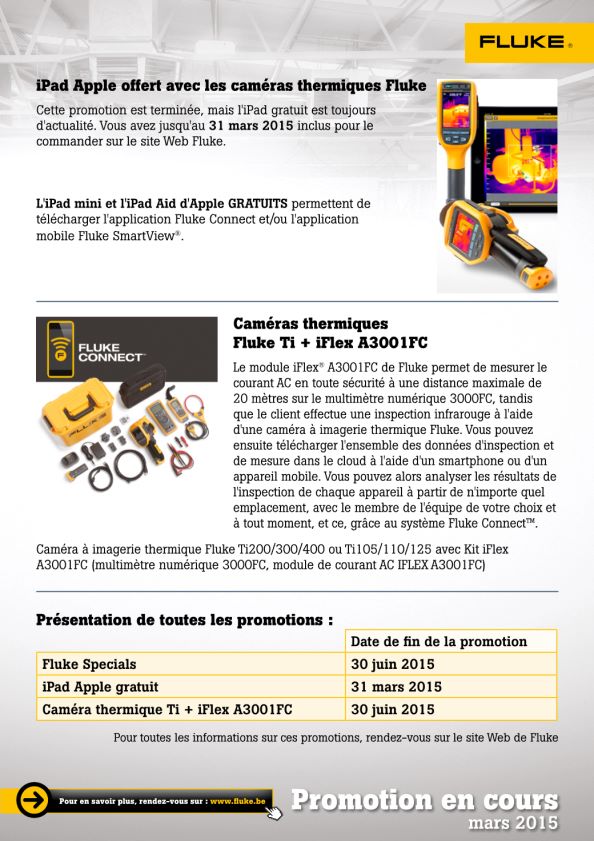 FLUKE®
iPad Apple offert avec les caméras thermiques Fluke
Cette promotion est terminée, mais l'iPad gratuit est toujours
d'actualité. Vous avez jusqu'au 31 mars 2015 inclus pour le
commander sur le site Web Fluke.
L'iPad mini et l'iPad Aid d'Apple GRATUITS permettent de
télécharger l'application Fluke Connect et/ou l'application
mobile Fluke SmartView®.
FLUKE
CONNECT™
FLUKE
Caméras thermiques
Fluke Ti + iFlex A3001FC
Le module iFlex® A3001FC de Fluke permet de mesurer le
courant AC en toute sécurité à une distance maximale de
20 mètres sur le multimètre numérique 3000FC, tandis
que le client effectue une inspection infrarouge à l'aide
d'une caméra à imagerie thermique Fluke. Vous pouvez
ensuite télécharger l'ensemble des données d'inspection et
de mesure dans le cloud à l'aide d'un smartphone ou d'un
appareil mobile. Vous pouvez alors analyser les résultats de
l'inspection de chaque appareil à partir de n'importe quel
emplacement, avec le membre de l'équipe de votre choix et
à tout moment, et ce, grâce au système Fluke Connect™.
Caméra à imagerie thermique Fluke Ti200/300/400 ou Ti105/110/125 avec Kit iFlex
A3001FC (multimètre numérique 3000FC, module de courant AC IFLEX A3001FC)
Présentation de toutes les promotions :
Date de fin de la promotion
Fluke Specials 30 juin 2015
iPad Apple gratuit 31 mars 2015
Caméra thermique Ti + iFlex A3001FC 30 juin 2015
Pour toutes les informations sur ces promotions, rendez-vous sur le site Web de Fluke
Pour en savoir plus, rendez-vous sur : www.fluke.be
Promotion en cours
mars 2015